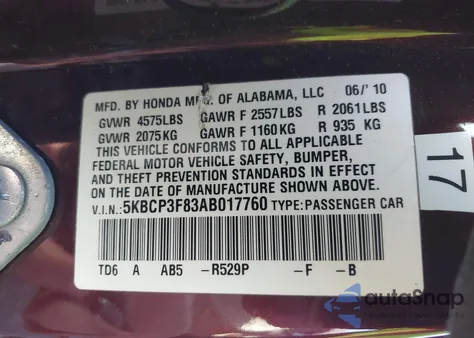 MFD. BY HONDA MFG. OF ALABAMA, LLC 06/'10
GVWR 4575LBS GAWR F 2557LBS R 2061LBS
GVWR 2075KG GAWR F 1160KG R 935 KG
THIS VEHICLE CONFORMS TO ALL APPLICABLE
FEDERAL MOTOR VEHICLE SAFETY, BUMPER,
AND THEFT PREVENTION STANDARDS IN EFFECT
ON THE DATE OF MANUFACTURE SHOWN ABOVE.
V.I.N.: 5KBCP3F83AB017760 TYPE: PASSENGER CAR
TD6 A AB5 -R529P -F -B
17
autoSnap